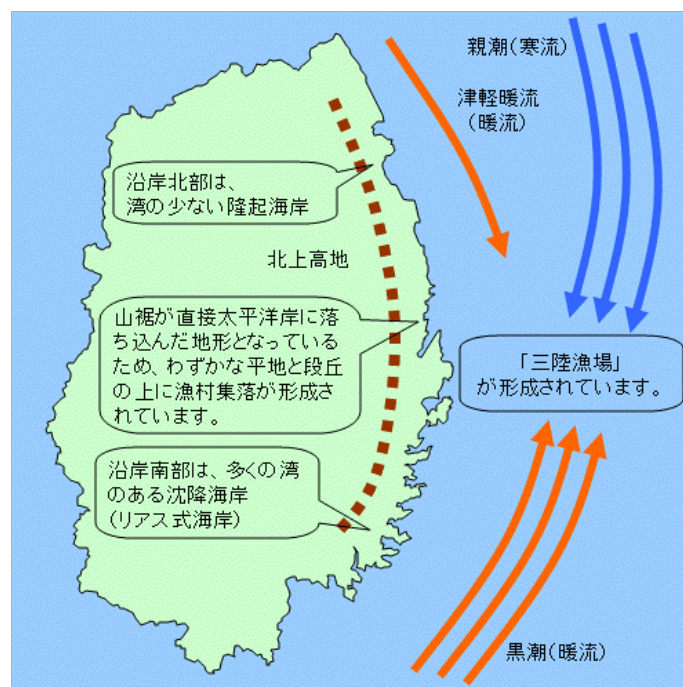 親潮（寒流）
津軽暖流
（暖流）
沿岸北部は、
湾の少ない隆起海岸
北上高地
山裾が直接太平洋岸に落
ち込んだ地形となっている
ため、わずかな平地と段丘
の上に漁村集落が形成さ
れています。
「三陸漁場」
が形成されています。
沿岸南部は、多くの湾
のある沈降海岸
（リアス式海岸）
黒潮（暖流）